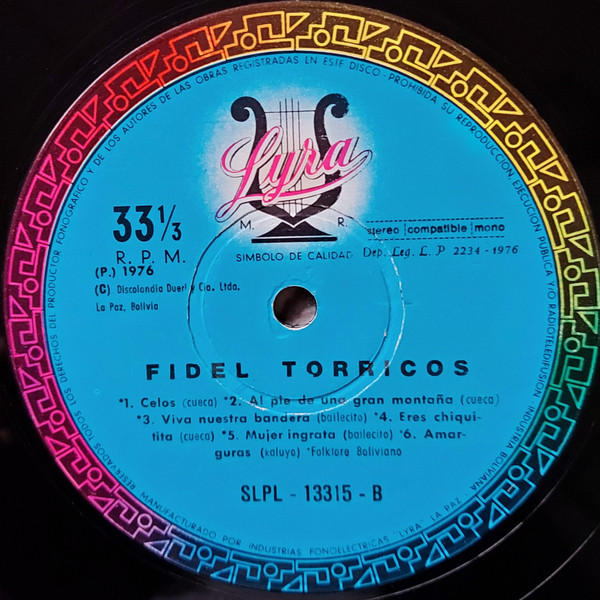 RESERVADOS TODOS LOS DERECHOS DEL PRODUCTOR FONOGRAFICO Y DE LOS AUTORES DE LAS OBRAS REGISTRADAS EN ESTE DISCO - PROHIBIDA SU REPRODUCCION EJECUCION PUBLICA Y/O RADIOTELEDIFUSION INDUSTRIA BOLIVIANA
Lyra
33⅓
R. P. M.
M. R.
stereo compatible mono
SIMBOLO DE CALIDAD
Dep. Leg. L. P 2234 - 1976
(P.) 1976
(C) Discolandia Dueri y Cia. Ltda.
La Paz, Bolivia
FIDEL TORRICOS
*1. Celos (cueca) *2. Al pie de una gran montaña (cueca)
*3. Viva nuestra bandera (bailecito) *4. Eres chiqui-
tita (cueca) *5. Mujer ingrata (bailecito) *6. Amar-
guras (kaluyo) *Folklore Boliviano
SLPL - 13315 - B
MANUFACTURADO POR INDUSTRIAS FONOELECTRICAS "LYRA" LA PAZ